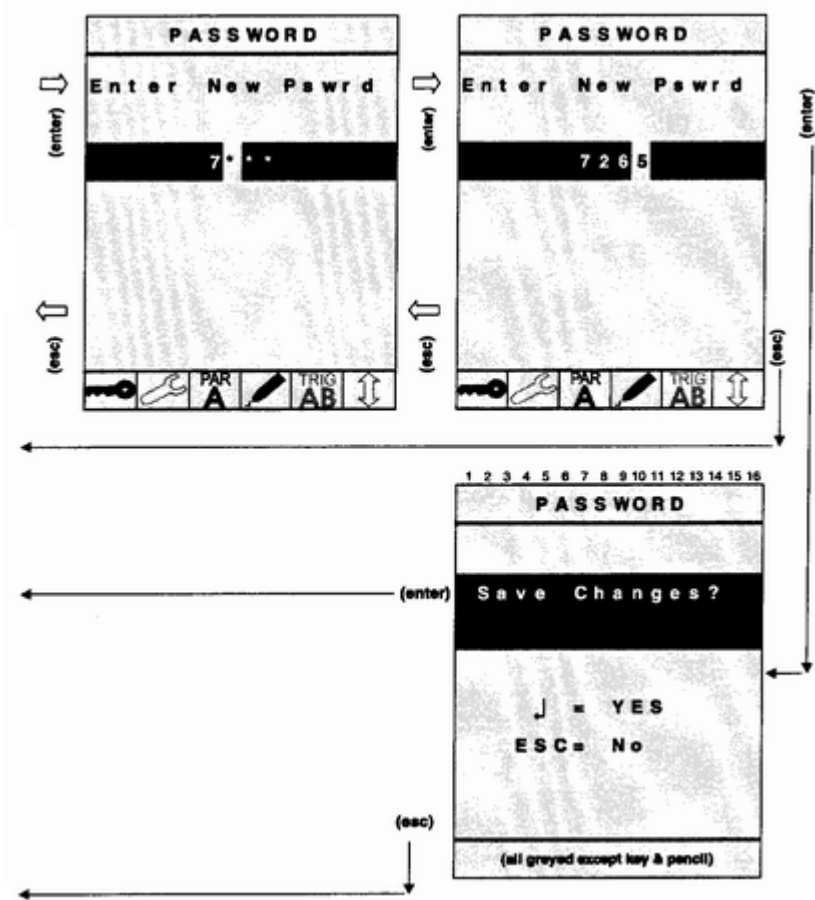 PASSWORD
Enter New Pswrd
7***
(enter)
(esc)
PAR
A
TRIG
AB
PASSWORD
Enter New Pswrd
7265
(enter)
(esc)
PAR
A
TRIG
AB
(enter)
(esc)
1 2 3 4 5 6 7 8 9 10 11 12 13 14 15 16
PASSWORD
(enter)
Save Changes?
↲ = YES
ESC= No
(esc)
(all greyed except key & pencil)